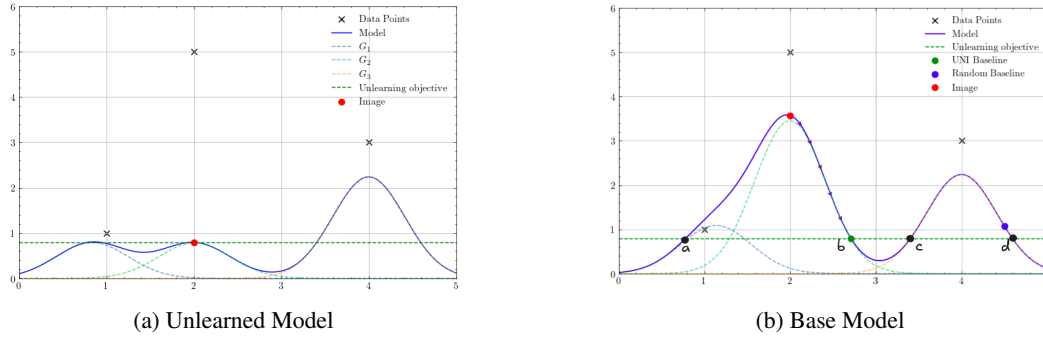 6
5
4
3
2
1
0
0
1
2
3
4
5
Data Points
Model
G1
G2
G3
Unlearning objective
Image
(a) Unlearned Model
6
5
4
3
2
1
0
0
1
2
3
4
Data Points
Model
Unlearning objective
UNI Baseline
Random Baseline
Image
a
b
c
d
(b) Base Model